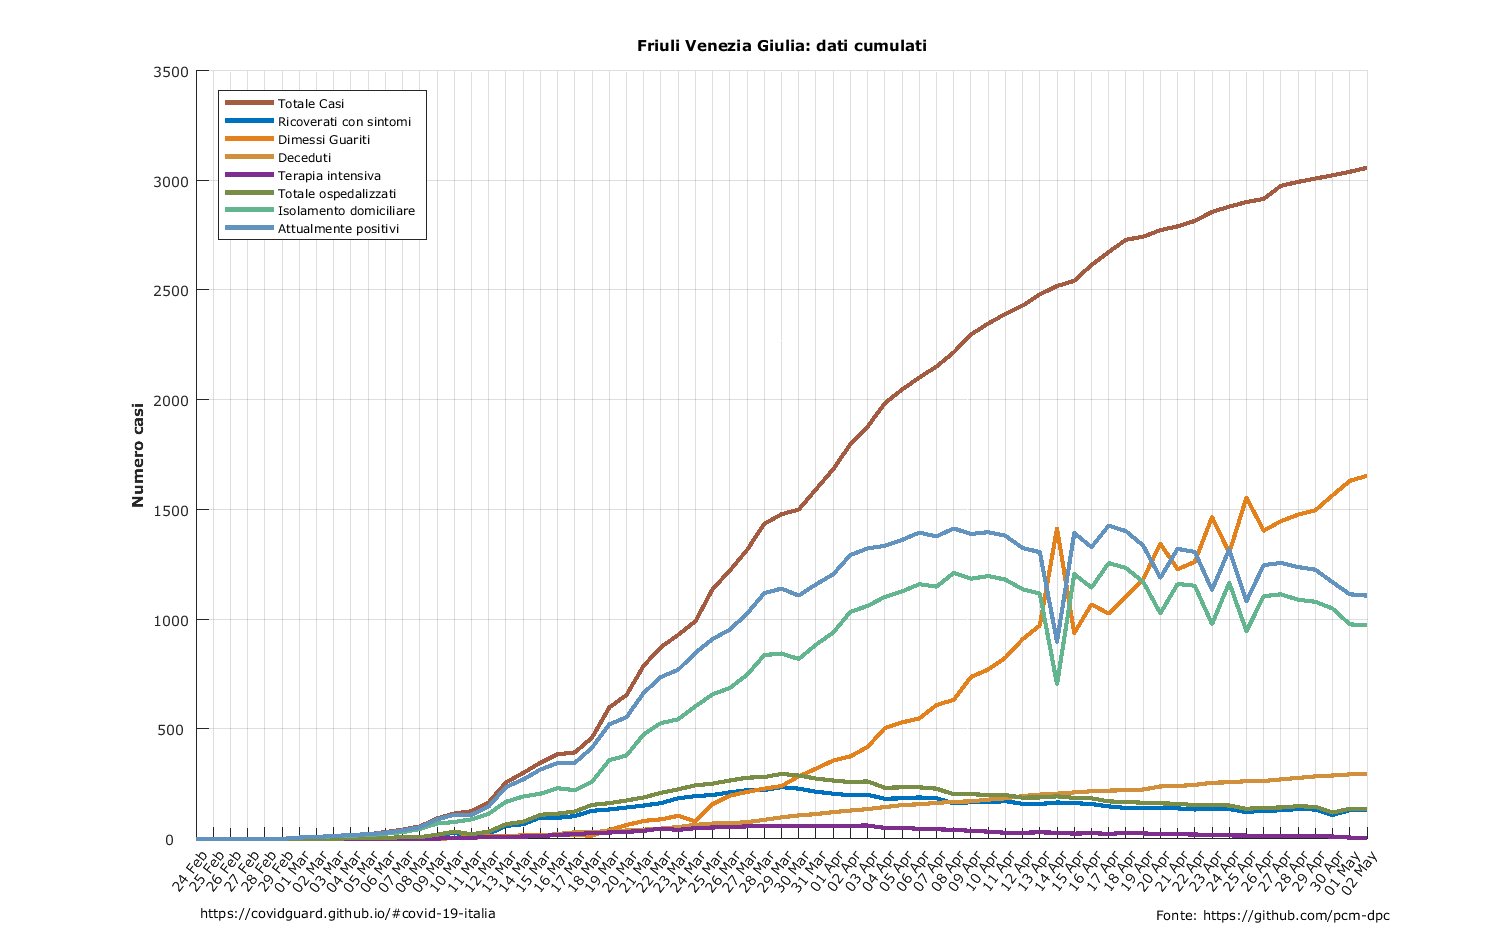 Friuli Venezia Giulia: dati cumulati
3500
3000
2500
2000
1500
1000
500
0
Numero casi
Totale Casi
Ricoverati con sintomi
Dimessi Guariti
Deceduti
Terapia intensiva
Totale ospedalizzati
Isolamento domiciliare
Attualmente positivi
24 Feb
25 Feb
26 Feb
27 Feb
28 Feb
29 Feb
01 Mar
02 Mar
03 Mar
04 Mar
05 Mar
06 Mar
07 Mar
08 Mar
09 Mar
10 Mar
11 Mar
12 Mar
13 Mar
14 Mar
15 Mar
16 Mar
17 Mar
18 Mar
19 Mar
20 Mar
21 Mar
22 Mar
23 Mar
24 Mar
25 Mar
26 Mar
27 Mar
28 Mar
29 Mar
30 Mar
31 Mar
01 Apr
02 Apr
03 Apr
04 Apr
05 Apr
06 Apr
07 Apr
08 Apr
09 Apr
10 Apr
11 Apr
12 Apr
13 Apr
14 Apr
15 Apr
16 Apr
17 Apr
18 Apr
19 Apr
20 Apr
21 Apr
22 Apr
23 Apr
24 Apr
25 Apr
26 Apr
27 Apr
28 Apr
29 Apr
30 Apr
01 May
02 May
https://covidguard.github.io/#covid-19-italia
Fonte: https://github.com/pcm-dpc